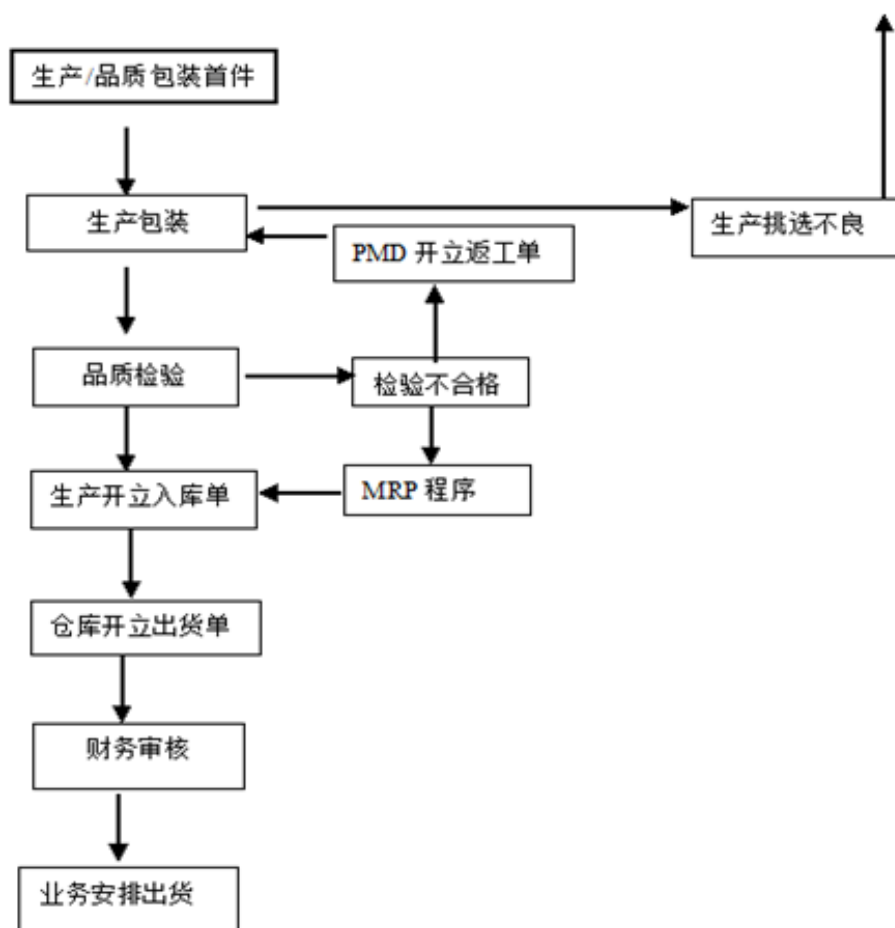 生产/品质包装首件
生产包装
生产挑选不良
PMD 开立返工单
品质检验
检验不合格
生产开立入库单
MRP 程序
仓库开立出货单
财务审核
业务安排出货